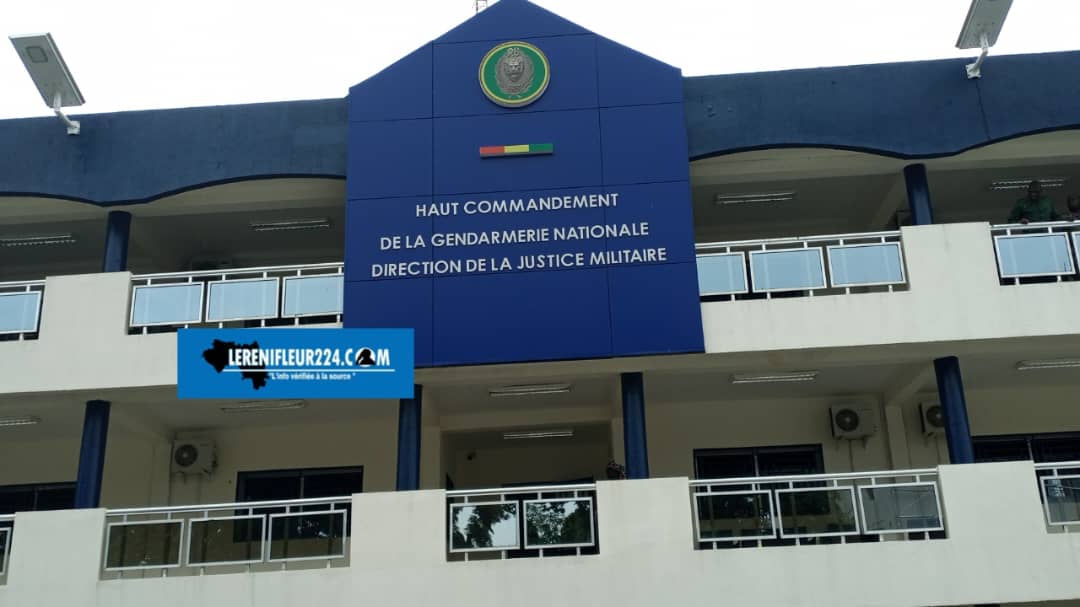 HAUT COMMANDEMENT
DE LA GENDARMERIE NATIONALE
DIRECTION DE LA JUSTICE MILITAIRE
LERENIFLEUR224.COM
"L'info vérifiée à la source"